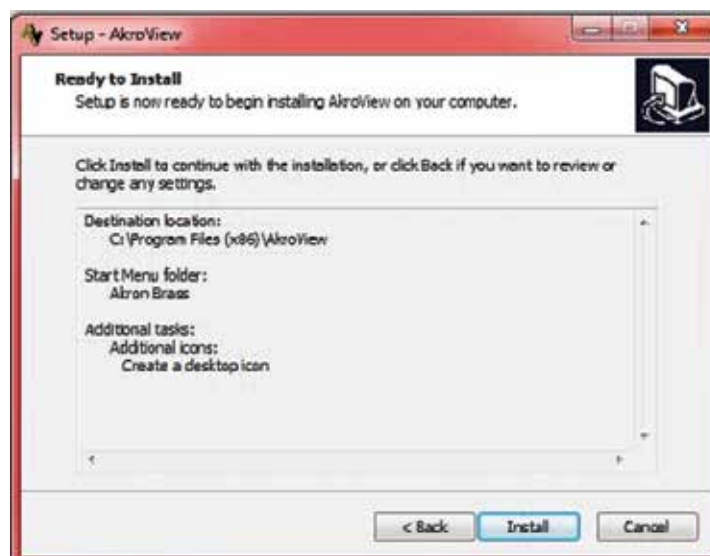 Setup - AkroView
Ready to Install
Setup is now ready to begin installing AkroView on your computer.
Click Install to continue with the installation, or click Back if you want to review or
change any settings.
Destination location:
C:\Program Files (x86)\AkroView
Start Menu folder:
Akron Brass
Additional tasks:
Additional icons:
Create a desktop icon
< Back
Install
Cancel